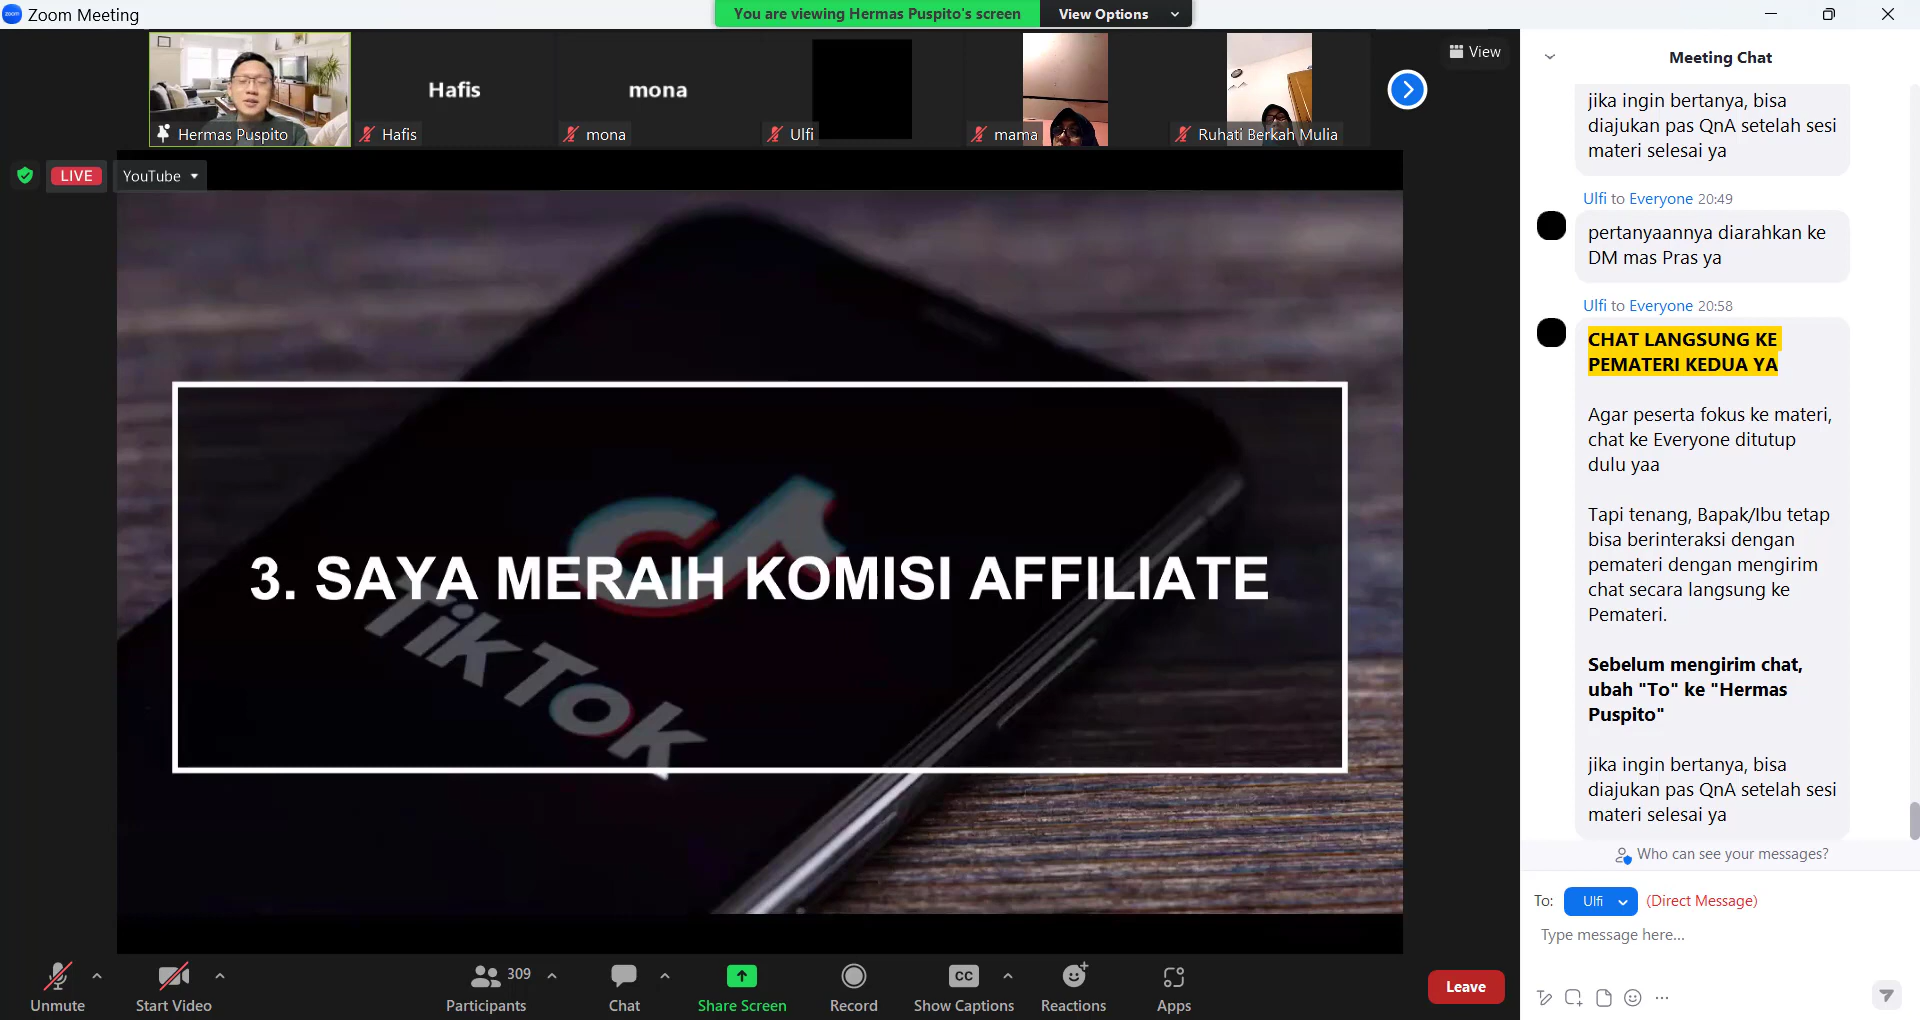 zoom Zoom Meeting
You are viewing Hermas Puspito's screen
View Options
Hermas Puspito
Hafis
Hafis
mona
mona
Ulfi
mama
Ruhati Berkah Mulia
View
LIVE
YouTube
3. SAYA MERAIH KOMISI AFFILIATE
TikTok
Meeting Chat
jika ingin bertanya, bisa
diajukan pas QnA setelah sesi
materi selesai ya
Ulfi to Everyone 20:49
pertanyaannya diarahkan ke
DM mas Pras ya
Ulfi to Everyone 20:58
CHAT LANGSUNG KE
PEMATERI KEDUA YA
Agar peserta fokus ke materi,
chat ke Everyone ditutup
dulu yaa
Tapi tenang, Bapak/Ibu tetap
bisa berinteraksi dengan
pemateri dengan mengirim
chat secara langsung ke
Pemateri.
Sebelum mengirim chat,
ubah "To" ke "Hermas
Puspito"
jika ingin bertanya, bisa
diajukan pas QnA setelah sesi
materi selesai ya
Who can see your messages?
To: Ulfi (Direct Message)
Type message here...
Unmute
Start Video
309
Participants
Chat
Share Screen
Record
CC
Show Captions
Reactions
Apps
Leave